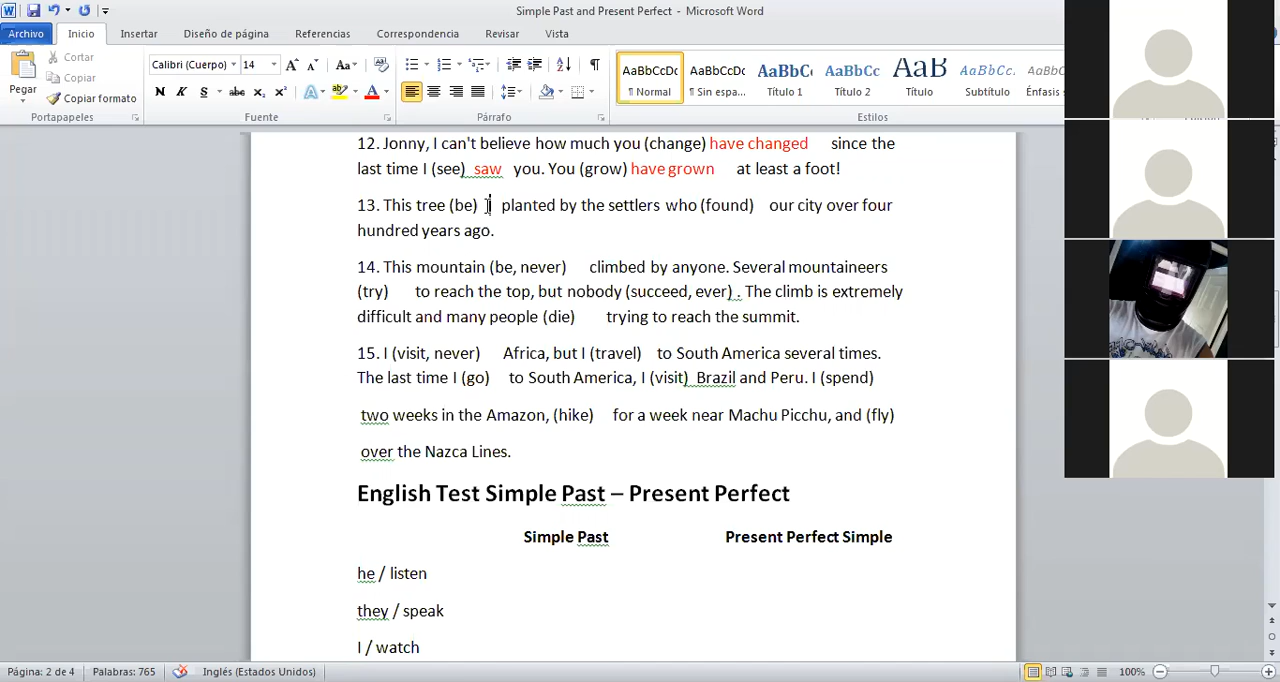 Simple Past and Present Perfect - Microsoft Word
Archivo Inicio Insertar Diseño de página Referencias Correspondencia Revisar Vista
Pegar
Cortar
Copiar
Copiar formato
Portapapeles
Calibri (Cuerpo) 14
N K S abc x₂ x² A ab A
Fuente
Párrafo
AaBbCcDc AaBbCcDc AaBbC AaBbCc AaB AaBbCc. AaBbCc
¶ Normal ¶ Sin espa... Título 1 Título 2 Título Subtítulo Énfasis
Estilos
12. Jonny, I can't believe how much you (change) have changed since the
last time I (see) saw you. You (grow) have grown at least a foot!
13. This tree (be) planted by the settlers who (found) our city over four
hundred years ago.
14. This mountain (be, never) climbed by anyone. Several mountaineers
(try) to reach the top, but nobody (succeed, ever) . The climb is extremely
difficult and many people (die) trying to reach the summit.
15. I (visit, never) Africa, but I (travel) to South America several times.
The last time I (go) to South America, I (visit) Brazil and Peru. I (spend)
two weeks in the Amazon, (hike) for a week near Machu Picchu, and (fly)
over the Nazca Lines.
English Test Simple Past – Present Perfect
Simple Past Present Perfect Simple
he / listen
they / speak
I / watch
Página: 2 de 4 Palabras: 765 Inglés (Estados Unidos) 100%